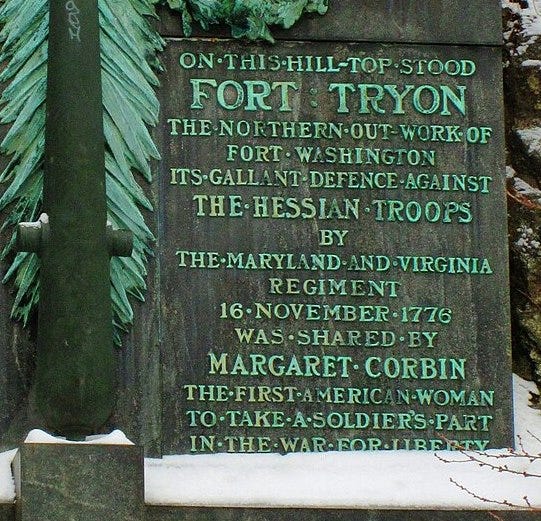 ON·THIS·HILL-TOP·STOOD
FORT:TRYON
THE·NORTHERN·OUT-WORK·OF
FORT·WASHINGTON
ITS·GALLANT·DEFENCE·AGAINST
THE·HESSIAN·TROOPS
BY
THE·MARYLAND·AND·VIRGINIA
REGIMENT
16·NOVEMBER·1776
WAS·SHARED·BY
MARGARET·CORBIN
THE·FIRST·AMERICAN·WOMAN
TO·TAKE·A·SOLDIER'S·PART
IN·THE·WAR·FOR·LIBERTY